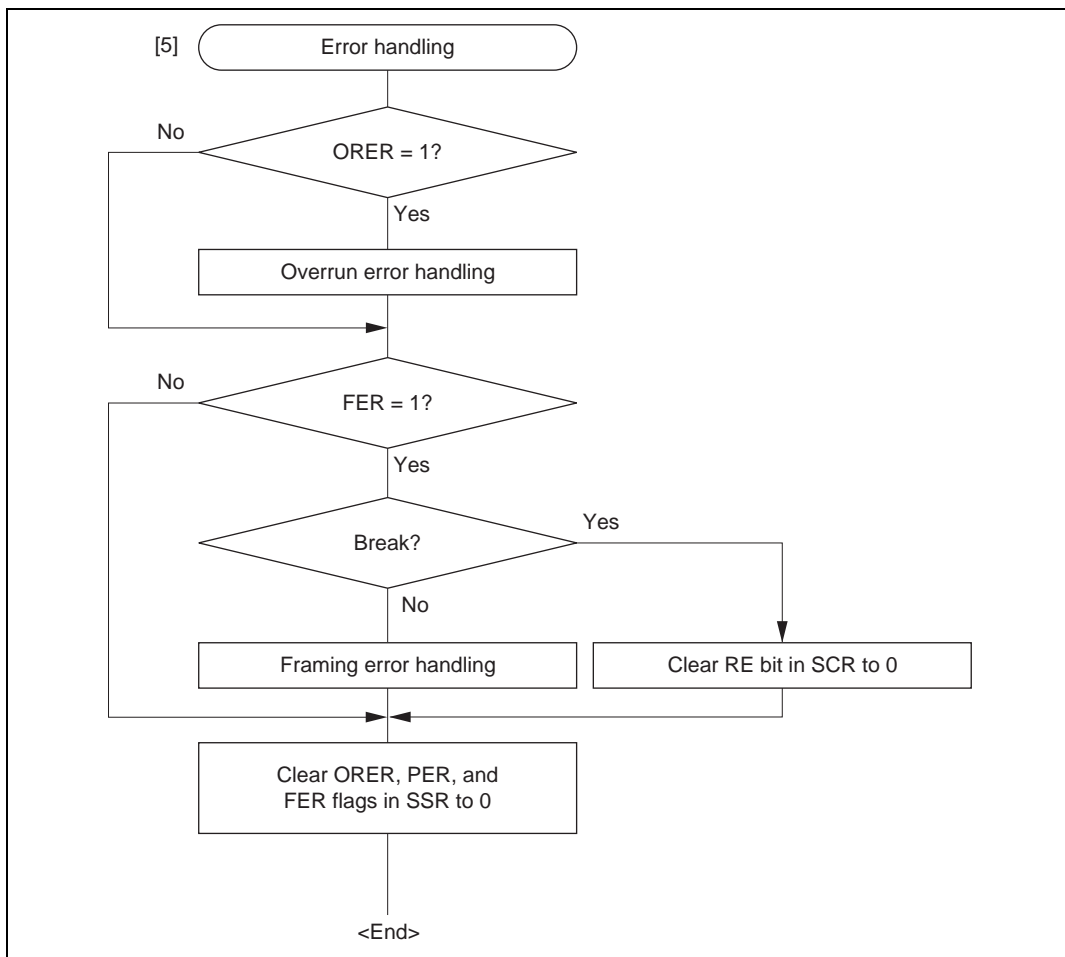 [5]
Error handling
No
ORER = 1?
Yes
Overrun error handling
No
FER = 1?
Yes
Yes
Break?
No
Framing error handling
Clear RE bit in SCR to 0
Clear ORER, PER, and
FER flags in SSR to 0
<End>